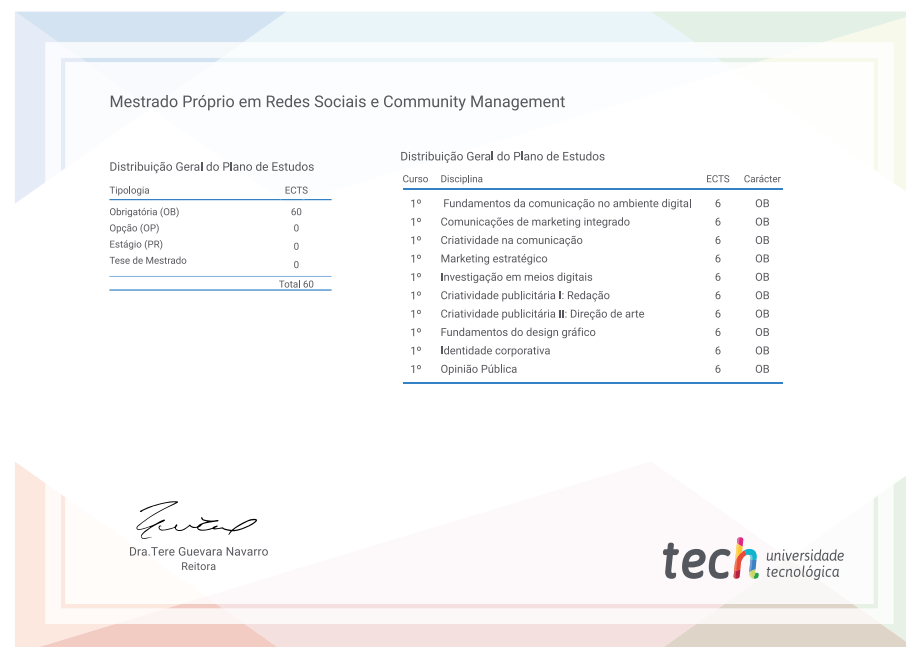 Mestrado Próprio em Redes Sociais e Community Management
Distribuição Geral do Plano de Estudos
Tipologia ECTS
Obrigatória (OB) 60
Opção (OP) 0
Estágio (PR) 0
Tese de Mestrado 0
Total 60
Distribuição Geral do Plano de Estudos
Curso Disciplina ECTS Carácter
1º Fundamentos da comunicação no ambiente digital 6 OB
1º Comunicações de marketing integrado 6 OB
1º Criatividade na comunicação 6 OB
1º Marketing estratégico 6 OB
1º Investigação em meios digitais 6 OB
1º Criatividade publicitária I: Redação 6 OB
1º Criatividade publicitária II: Direção de arte 6 OB
1º Fundamentos do design gráfico 6 OB
1º Identidade corporativa 6 OB
1º Opinião Pública 6 OB
Dra.Tere Guevara Navarro
Reitora
tech universidade
tecnológica